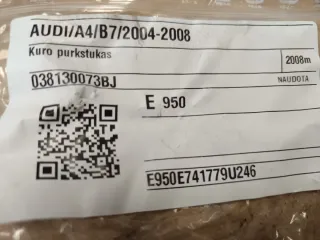 AUDI/A4/B7/2004-2008
Kuro purkstukas
2008m
038130073BJ
NAUDOTA
E 950
E950E741779U246